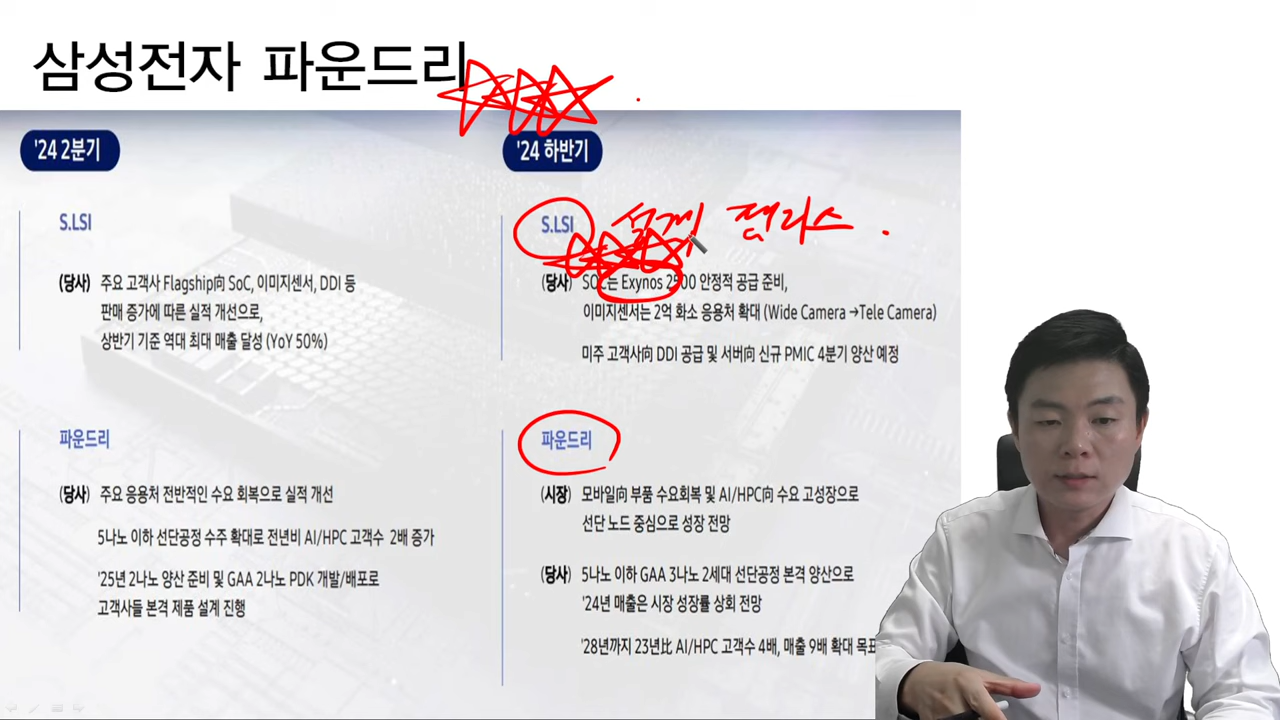 삼성전자 파운드리
'24 2분기
S.LSI
(당사) 주요 고객사 Flagship向 SoC, 이미지센서, DDI 등
판매 증가에 따른 실적 개선으로,
상반기 기준 역대 최대 매출 달성 (YoY 50%)
파운드리
(당사) 주요 응용처 전반적인 수요 회복으로 실적 개선
5나노 이하 선단공정 수주 확대로 전년비 AI/HPC 고객수 2배 증가
'25년 2나노 양산 준비 및 GAA 2나노 PDK 개발/배포로
고객사들 본격 제품 설계 진행
'24 하반기
S.LSI 설계 팹리스
(당사) SOC는 Exynos 2500 안정적 공급 준비,
이미지센서는 2억 화소 응용처 확대 (Wide Camera →Tele Camera)
미주 고객사向 DDI 공급 및 서버向 신규 PMIC 4분기 양산 예정
파운드리
(시장) 모바일向 부품 수요회복 및 AI/HPC向 수요 고성장으로
선단 노드 중심으로 성장 전망
(당사) 5나노 이하 GAA 3나노 2세대 선단공정 본격 양산으로
'24년 매출은 시장 성장률 상회 전망
'28년까지 23년比 AI/HPC 고객수 4배, 매출 9배 확대 목표